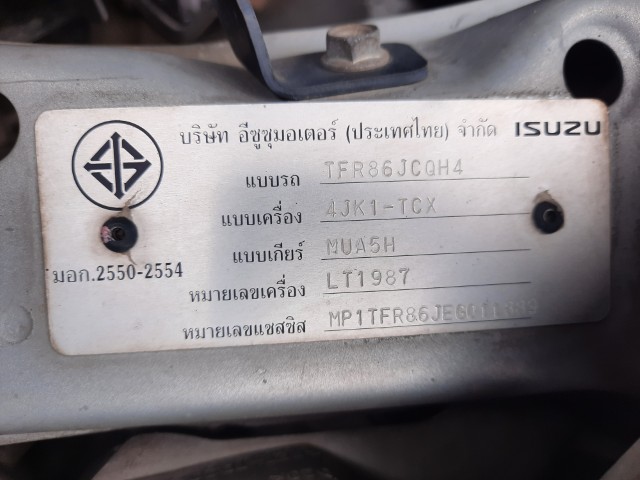 บริษัท อีซูซุมอเตอร์ (ประเทศไทย) จำกัด ISUZU
แบบรถ TFR86JCQH4
แบบเครื่อง 4JK1-TCX
แบบเกียร์ MUA5H
มอก.2550-2554
หมายเลขเครื่อง LT1987
หมายเลขแชสซิส